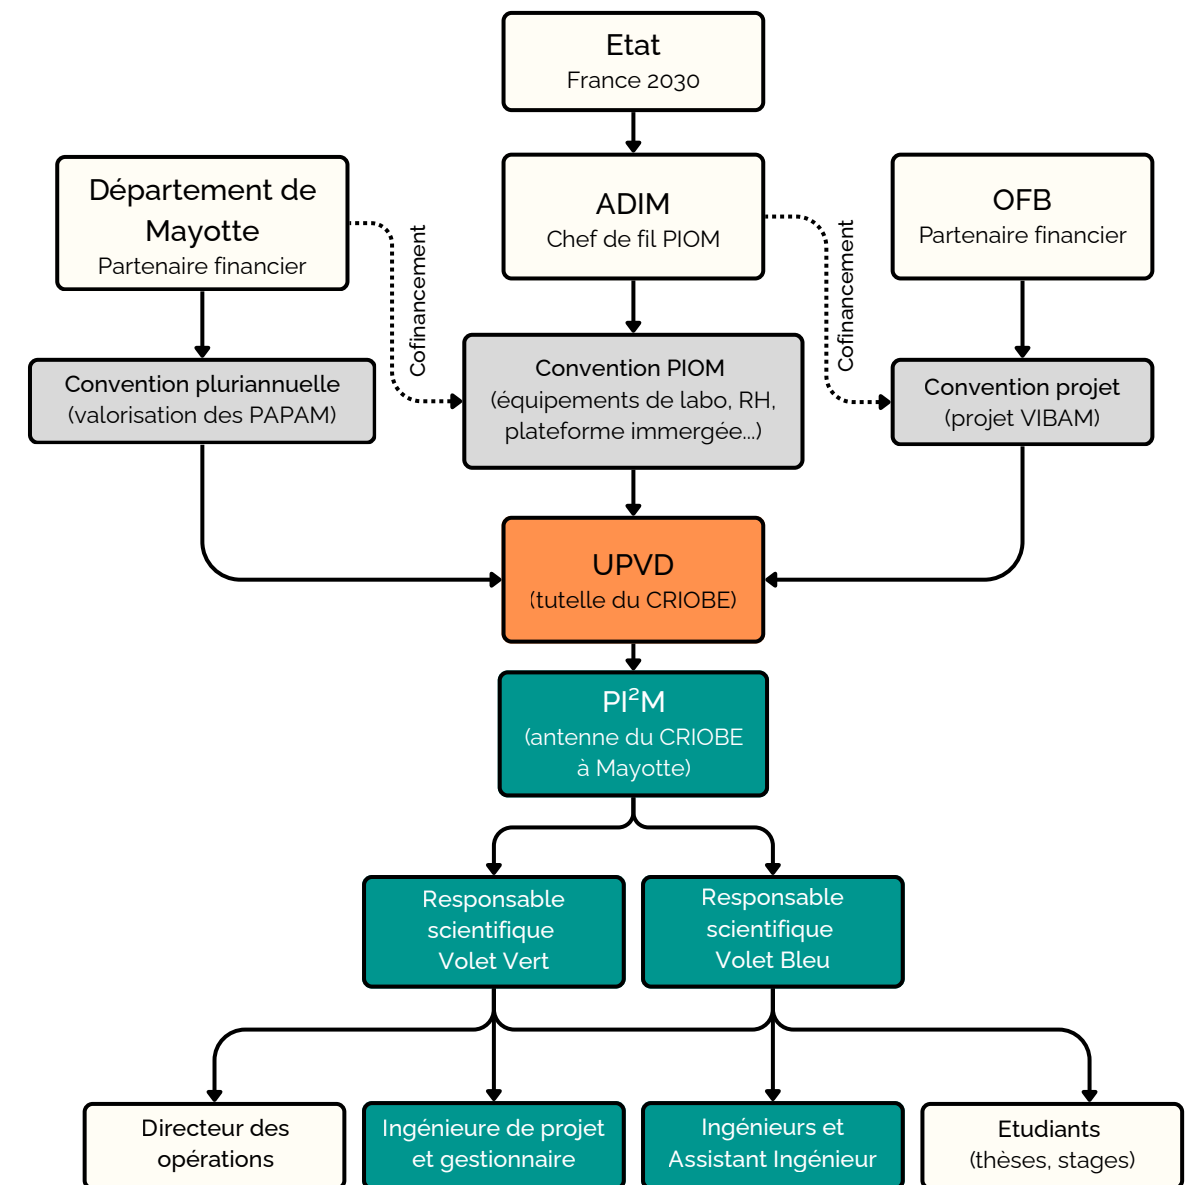 Etat
France 2030
Département de
Mayotte
Partenaire financier
ADIM
Chef de fil PIOM
OFB
Partenaire financier
Cofinancement
Cofinancement
Convention pluriannuelle
(valorisation des PAPAM)
Convention PIOM
(équipements de labo, RH,
plateforme immergée...)
Convention projet
(projet VIBAM)
UPVD
(tutelle du CRIOBE)
PI²M
(antenne du CRIOBE
à Mayotte)
Responsable
scientifique
Volet Vert
Responsable
scientifique
Volet Bleu
Directeur des
opérations
Ingénieure de projet
et gestionnaire
Ingénieurs et
Assistant Ingénieur
Etudiants
(thèses, stages)